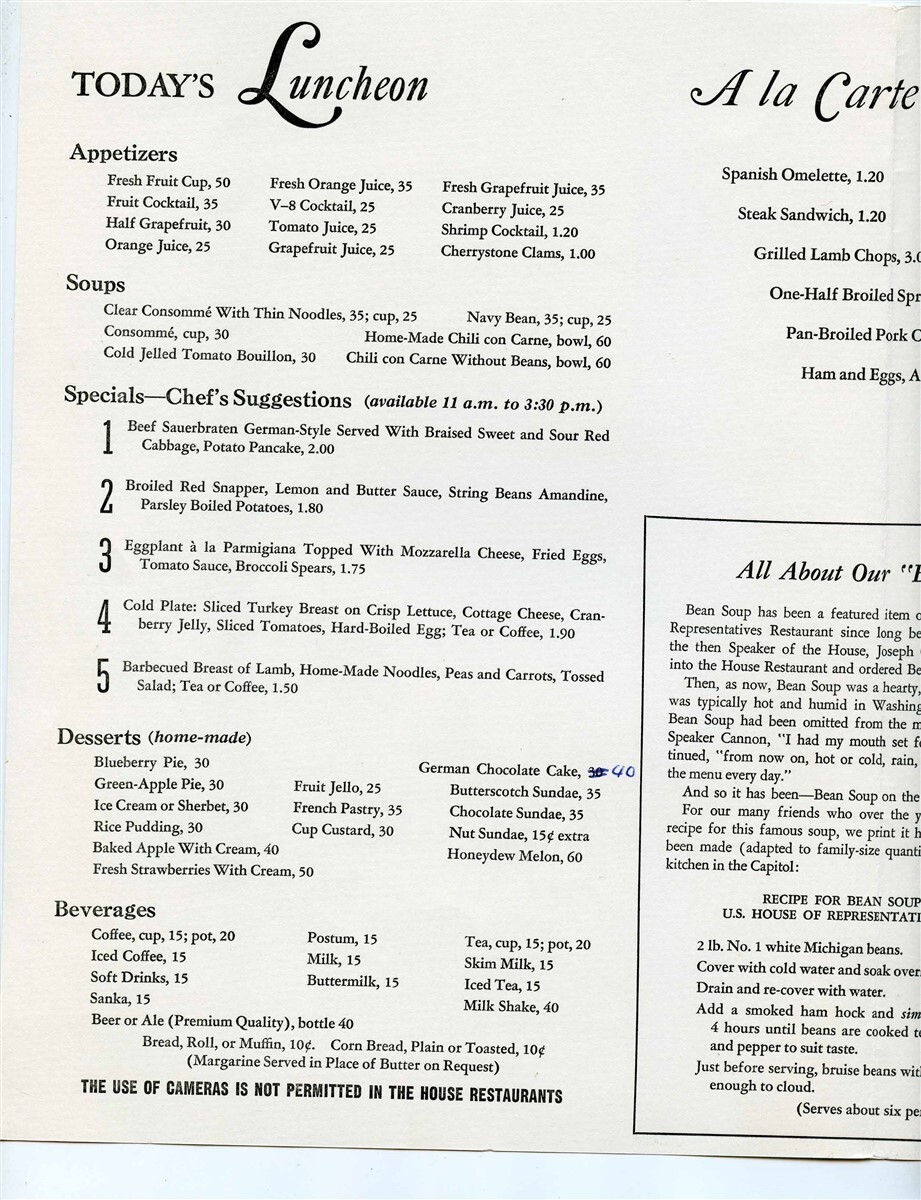 TODAY'S Luncheon
Appetizers
Fresh Fruit Cup, 50
Fruit Cocktail, 35
Half Grapefruit, 30
Orange Juice, 25
Fresh Orange Juice, 35
V–8 Cocktail, 25
Tomato Juice, 25
Grapefruit Juice, 25
Fresh Grapefruit Juice, 35
Cranberry Juice, 25
Shrimp Cocktail, 1.20
Cherrystone Clams, 1.00
Soups
Clear Consommé With Thin Noodles, 35; cup, 25 Navy Bean, 35; cup, 25
Consommé, cup, 30 Home-Made Chili con Carne, bowl, 60
Cold Jelled Tomato Bouillon, 30 Chili con Carne Without Beans, bowl, 60
Specials—Chef's Suggestions (available 11 a.m. to 3:30 p.m.)
1 Beef Sauerbraten German-Style Served With Braised Sweet and Sour Red
Cabbage, Potato Pancake, 2.00
2 Broiled Red Snapper, Lemon and Butter Sauce, String Beans Amandine,
Parsley Boiled Potatoes, 1.80
3 Eggplant à la Parmigiana Topped With Mozzarella Cheese, Fried Eggs,
Tomato Sauce, Broccoli Spears, 1.75
4 Cold Plate: Sliced Turkey Breast on Crisp Lettuce, Cottage Cheese, Cran-
berry Jelly, Sliced Tomatoes, Hard-Boiled Egg; Tea or Coffee, 1.90
5 Barbecued Breast of Lamb, Home-Made Noodles, Peas and Carrots, Tossed
Salad; Tea or Coffee, 1.50
Desserts (home-made)
Blueberry Pie, 30
Green-Apple Pie, 30
Ice Cream or Sherbet, 30
Rice Pudding, 30
Baked Apple With Cream, 40
Fresh Strawberries With Cream, 50
Fruit Jello, 25
French Pastry, 35
Cup Custard, 30
German Chocolate Cake, 30 40
Butterscotch Sundae, 35
Chocolate Sundae, 35
Nut Sundae, 15¢ extra
Honeydew Melon, 60
Beverages
Coffee, cup, 15; pot, 20
Iced Coffee, 15
Soft Drinks, 15
Sanka, 15
Postum, 15
Milk, 15
Buttermilk, 15
Tea, cup, 15; pot, 20
Skim Milk, 15
Iced Tea, 15
Milk Shake, 40
Beer or Ale (Premium Quality), bottle 40
Bread, Roll, or Muffin, 10¢. Corn Bread, Plain or Toasted, 10¢
(Margarine Served in Place of Butter on Request)
THE USE OF CAMERAS IS NOT PERMITTED IN THE HOUSE RESTAURANTS
A la Carte
Spanish Omelette, 1.20
Steak Sandwich, 1.20
Grilled Lamb Chops, 3.0
One-Half Broiled Spr
Pan-Broiled Pork C
Ham and Eggs, A
All About Our "B
Bean Soup has been a featured item o
Representatives Restaurant since long be
the then Speaker of the House, Joseph
into the House Restaurant and ordered Be
Then, as now, Bean Soup was a hearty,
was typically hot and humid in Washing
Bean Soup had been omitted from the m
Speaker Cannon, "I had my mouth set fo
tinued, "from now on, hot or cold, rain,
the menu every day."
And so it has been—Bean Soup on the
For our many friends who over the y
recipe for this famous soup, we print it h
been made (adapted to family-size quanti
kitchen in the Capitol:
RECIPE FOR BEAN SOUP
U.S. HOUSE OF REPRESENTATI
2 lb. No. 1 white Michigan beans.
Cover with cold water and soak over
Drain and re-cover with water.
Add a smoked ham hock and sim
4 hours until beans are cooked te
and pepper to suit taste.
Just before serving, bruise beans wit
enough to cloud.
(Serves about six pe